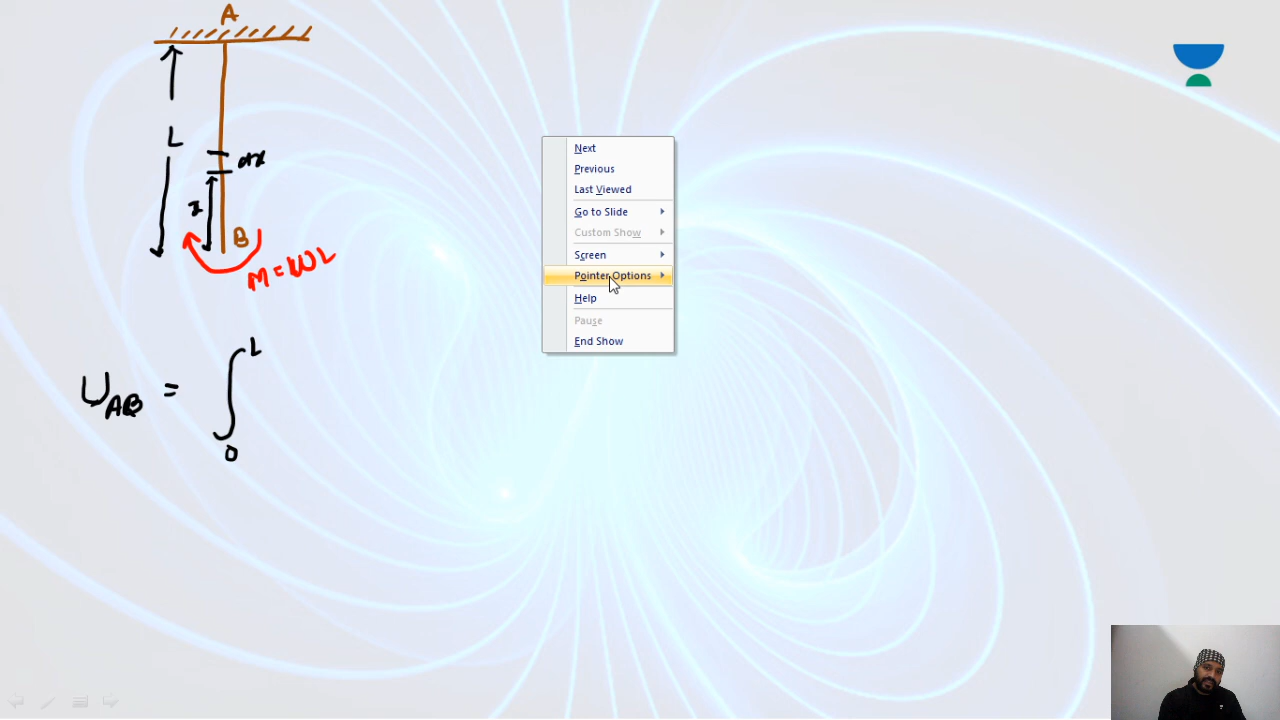 A
L
dx
x
B
M = WL
U_AB = ∫_0^L
Next
Previous
Last Viewed
Go to Slide
Custom Show
Screen
Pointer Options
Help
Pause
End Show